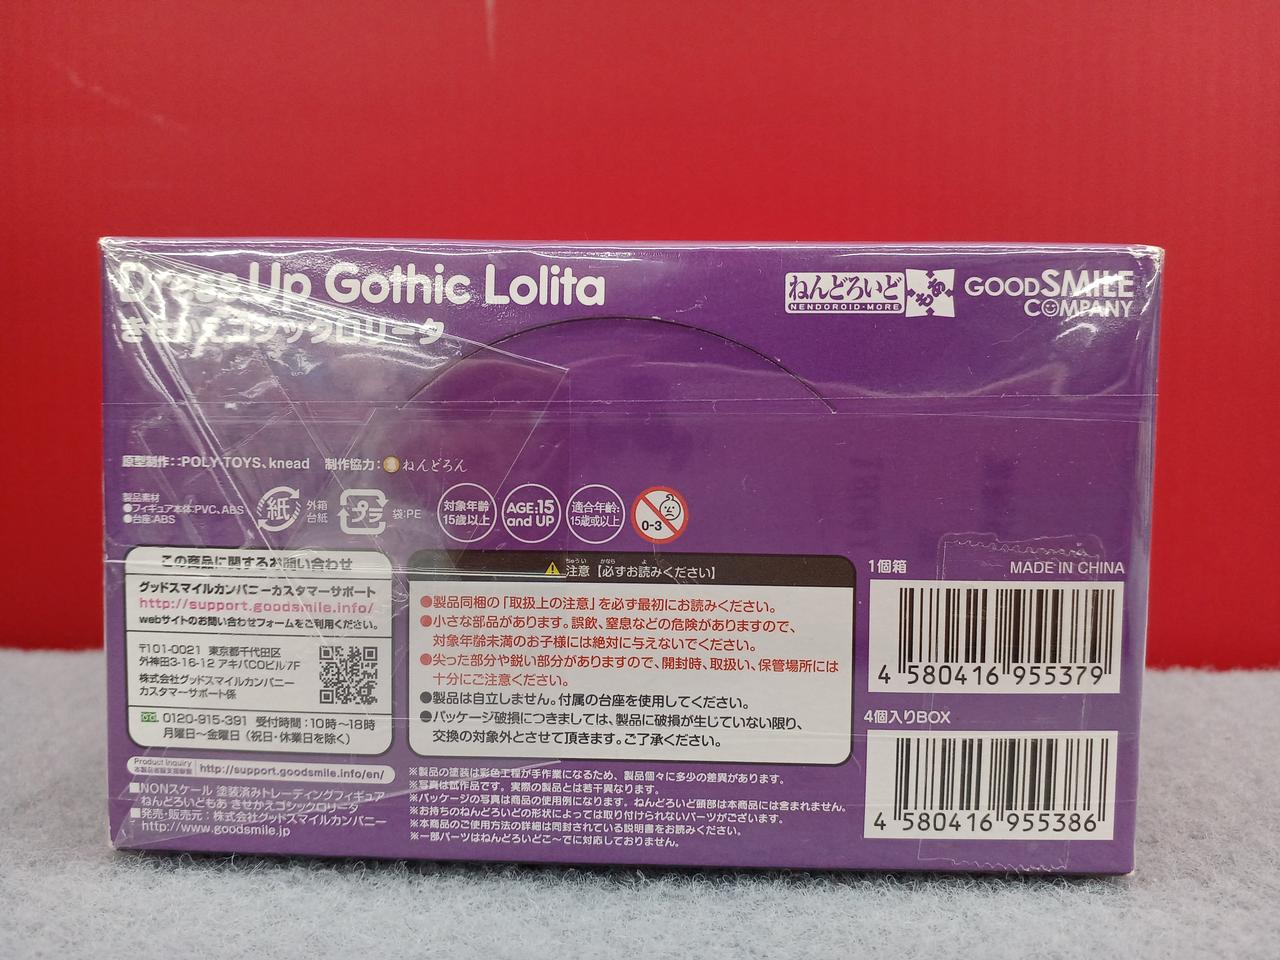 Dress Up Gothic Lolita
きせかえゴシックロリータ
ねんどろいど
もあ
NENDOROID·MORE
GOODSMILE
COMPANY
原型制作:POLY-TOYS、knead 制作協力:ねんどろん
製品素材
●フィギュア本体:PVC、ABS
●台座:ABS
紙
外箱
台紙
プラ
袋:PE
対象年齢
15歳以上
AGE:15
and UP
適合年齢:
15歳或以上
0-3
この商品に関するお問い合わせ
グッドスマイルカンパニーカスタマーサポート
http://support.goodsmile.info/
webサイトのお問い合わせフォームをご利用ください。
〒101-0021 東京都千代田区
外神田3-16-12 アキバCOビル7F
株式会社グッドスマイルカンパニー
カスタマーサポート係
0120-915-391 受付時間:10時〜18時
月曜日〜金曜日(祝日・休業日を除く)
Product Inquiry
http://support.goodsmile.info/en/
■NONスケール 塗装済みトレーディングフィギュア
ねんどろいどもあ きせかえゴシックロリータ
■発売・販売元:株式会社グッドスマイルカンパニー
http://www.goodsmile.jp
注意【必ずお読みください】
ちゅうい かなら よ
●製品同梱の「取扱上の注意」を必ず最初にお読みください。
●小さな部品があります。誤飲、窒息などの危険がありますので、
対象年齢未満のお子様には絶対に与えないでください。
●尖った部分や鋭い部分がありますので、開封時、取扱い、保管場所には
十分にご注意ください。
●製品は自立しません。付属の台座を使用してください。
●パッケージ破損につきましては、製品に破損が生じていない限り、
交換の対象外とさせて頂きます。ご了承ください。
※製品の塗装は彩色工程が手作業になるため、製品個々に多少の差異があります。
※写真は試作品です。実際の製品とは若干異なります。
※パッケージの写真は商品の使用例になります。ねんどろいど頭部は本商品には含まれません。
※お持ちのねんどろいどの形状によっては取り付けられないパーツがございます。
※本商品のご使用方法の詳細は同封されている説明書をお読みください。
※一部パーツはねんどろいどこ〜でに対応しておりません。
1個箱
MADE IN CHINA
4 580416 955379
4個入りBOX
4 580416 955386